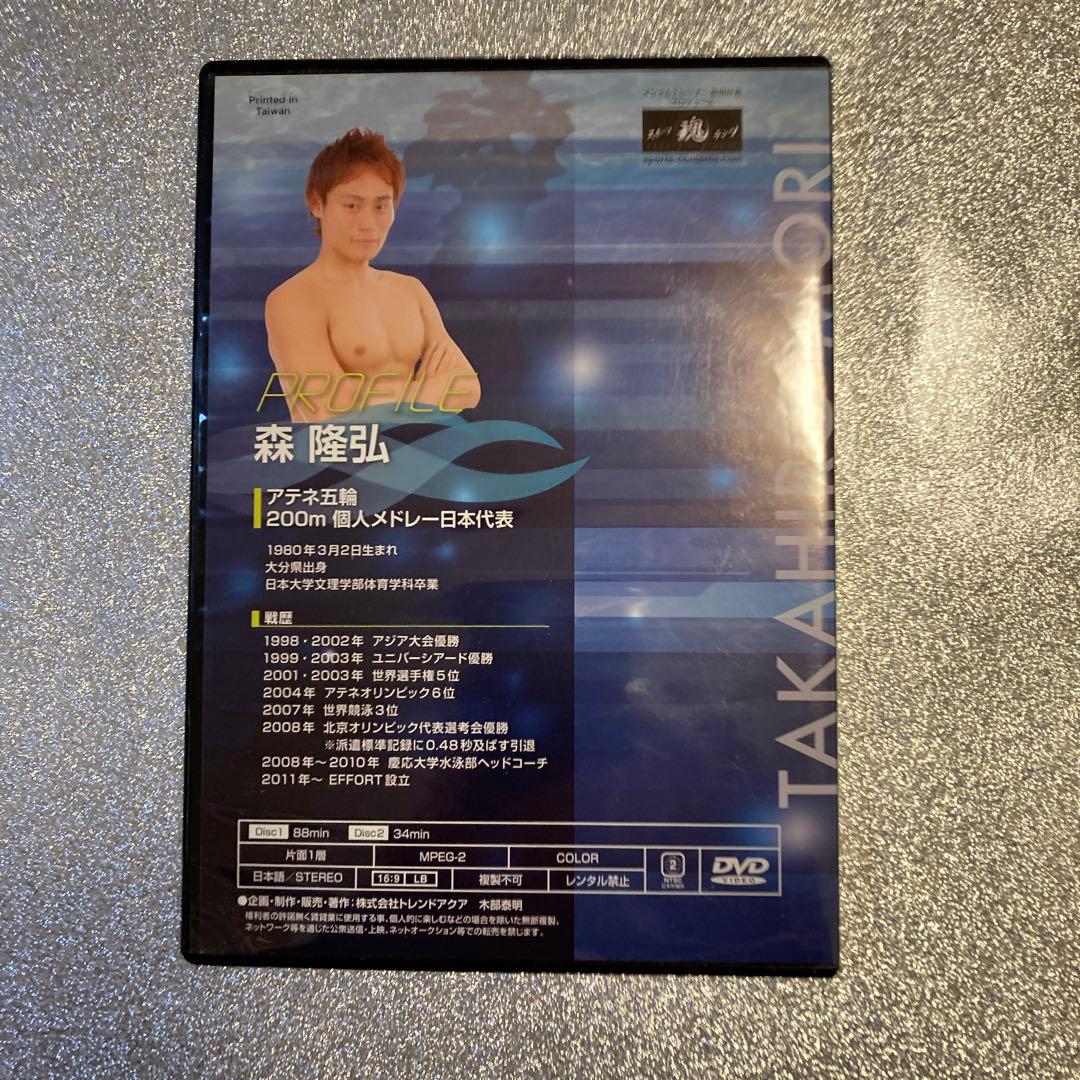 Printed in
Taiwan
スポーツ 魂 コンテンツ
sports-contents.com
TAKAHIRO MORI
PROFILE
森 隆弘
アテネ五輪
200m 個人メドレー日本代表
1980年3月2日生まれ
大分県出身
日本大学文理学部体育学科卒業
戦歴
1998・2002年 アジア大会優勝
1999・2003年 ユニバーシアード優勝
2001・2003年 世界選手権5位
2004年 アテネオリンピック6位
2007年 世界競泳3位
2008年 北京オリンピック代表選考会優勝
※派遣標準記録に0.48秒及ばず引退
2008年～2010年 慶応大学水泳部ヘッドコーチ
2011年～ EFFORT設立
Disc1 88min Disc2 34min
片面1層 MPEG-2 COLOR
2
NTSC
日本市場向
DVD
VIDEO
日本語/STEREO 16:9 LB 複製不可 レンタル禁止
●企画・制作・販売・著作：株式会社トレンドアクア 木部泰明
権利者の許諾無く賃貸業に使用する事、個人的に楽しむなどの場合を除いた無断複製、
ネットワーク等を通じた公衆送信・上映、ネットオークション等での転売を禁じます。